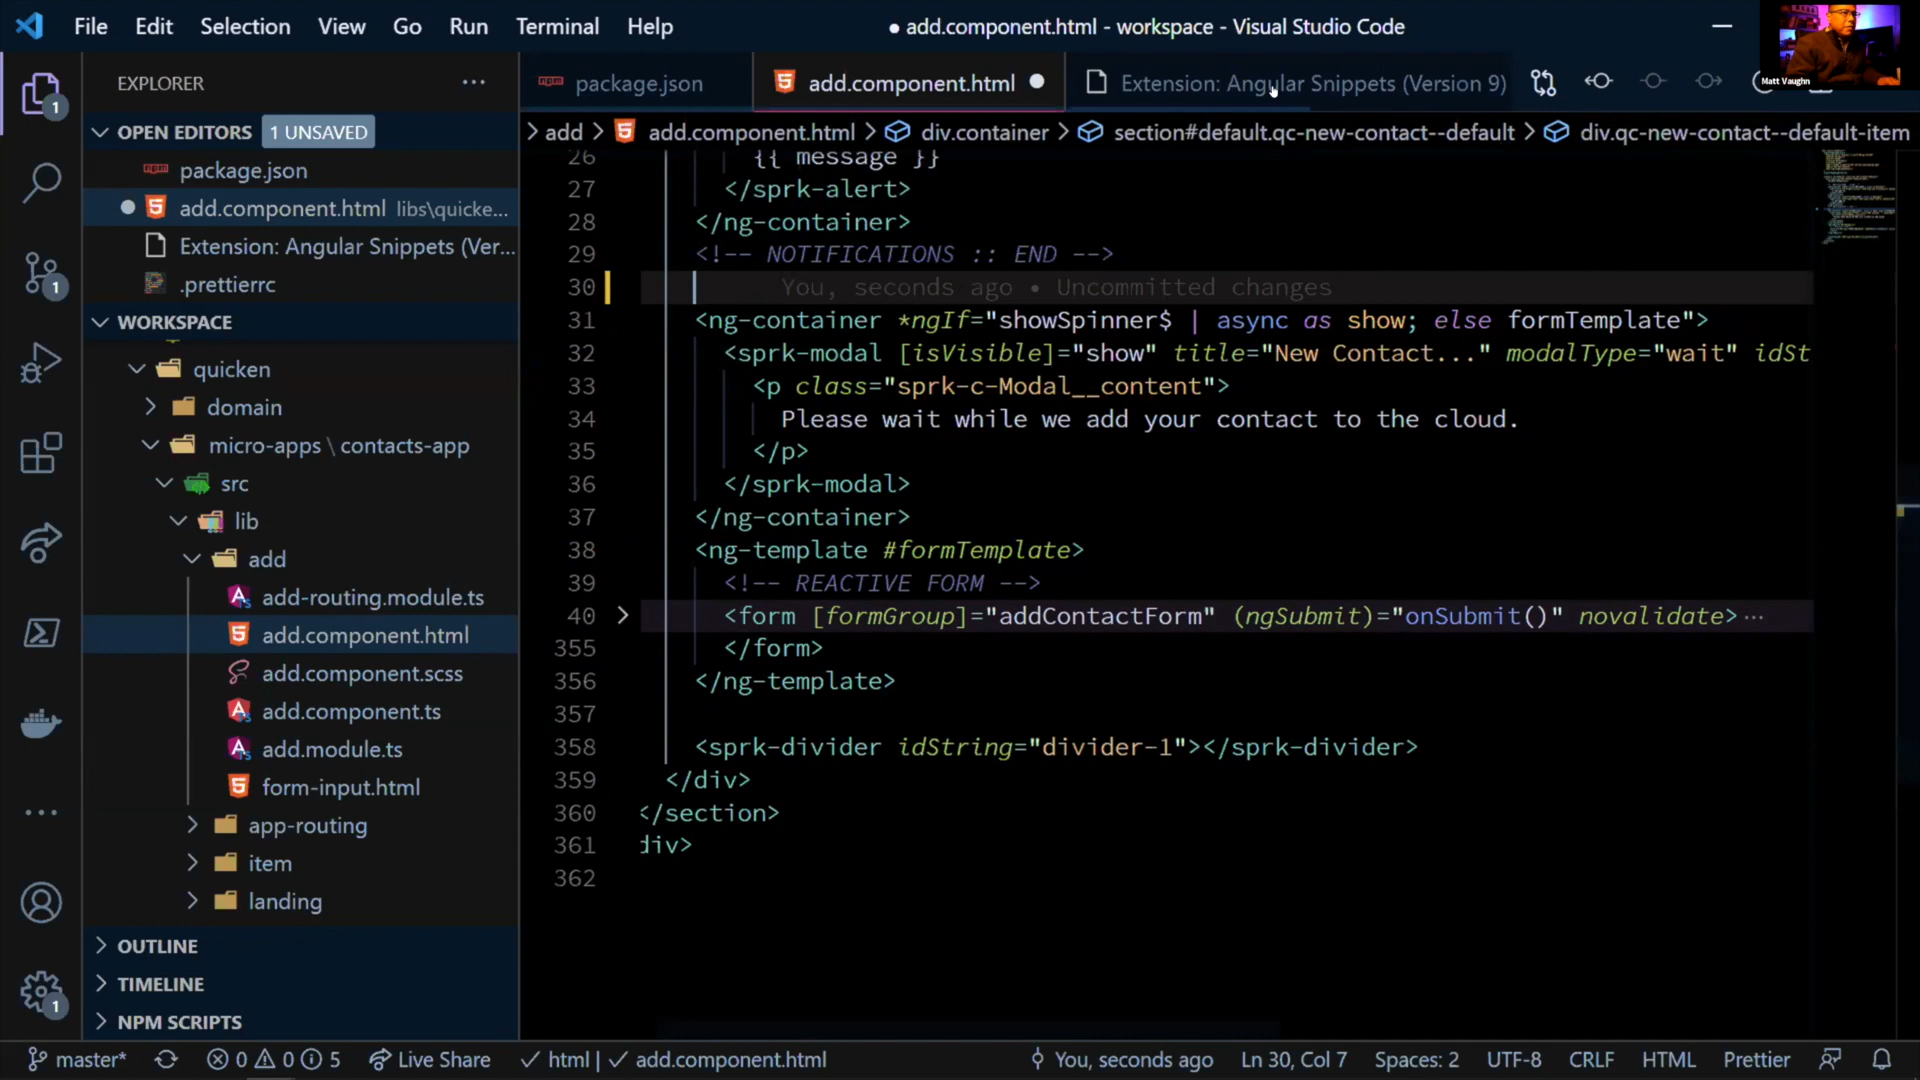 File Edit Selection View Go Run Terminal Help
● add.component.html - workspace - Visual Studio Code
Matt Vaughn
EXPLORER
OPEN EDITORS 1 UNSAVED
package.json
add.component.html libs\quicke...
Extension: Angular Snippets (Ver...
.prettierrc
WORKSPACE
quicken
domain
micro-apps \ contacts-app
src
lib
add
add-routing.module.ts
add.component.html
add.component.scss
add.component.ts
add.module.ts
form-input.html
app-routing
item
landing
OUTLINE
TIMELINE
NPM SCRIPTS
1
1
1
package.json add.component.html Extension: Angular Snippets (Version 9)
add > add.component.html > div.container > section#default.qc-new-contact--default > div.qc-new-contact--default-item
26 {{ message }}
27 </sprk-alert>
28 </ng-container>
29 <!-- NOTIFICATIONS :: END -->
30 You, seconds ago • Uncommitted changes
31 <ng-container *ngIf="showSpinner$ | async as show; else formTemplate">
32 <sprk-modal [isVisible]="show" title="New Contact..." modalType="wait" idSt
33 <p class="sprk-c-Modal__content">
34 Please wait while we add your contact to the cloud.
35 </p>
36 </sprk-modal>
37 </ng-container>
38 <ng-template #formTemplate>
39 <!-- REACTIVE FORM -->
40 <form [formGroup]="addContactForm" (ngSubmit)="onSubmit()" novalidate> ...
355 </form>
356 </ng-template>
357
358 <sprk-divider idString="divider-1"></sprk-divider>
359 </div>
360 </section>
361 div>
362
master* 0 0 5 Live Share html | add.component.html You, seconds ago Ln 30, Col 7 Spaces: 2 UTF-8 CRLF HTML Prettier